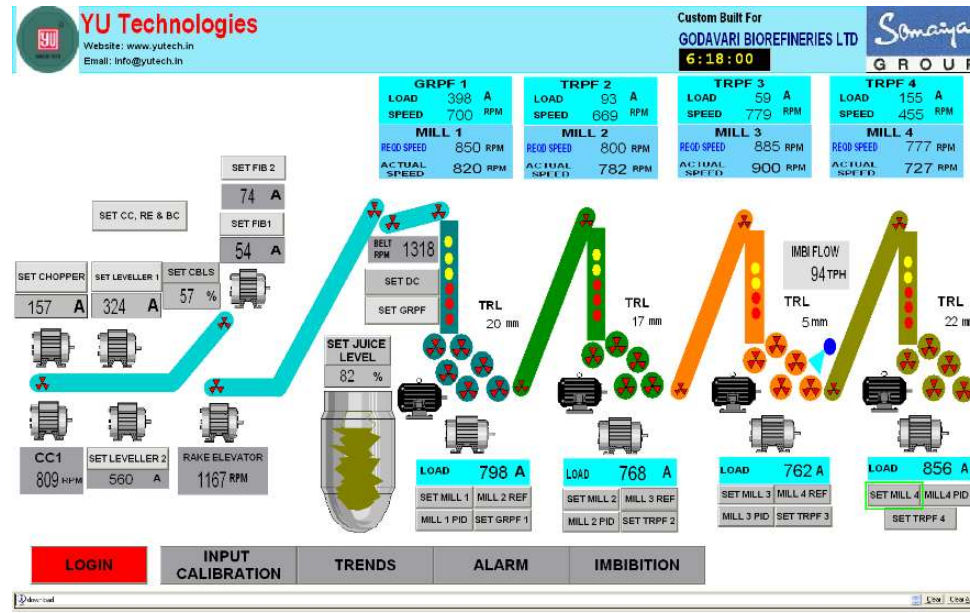 YU Technologies
Website: www.yutech.in
Email: Info@yutech.in
Custom Built For
GODAVARI BIOREFINERIES LTD
6:18:00
Somaiya
GROUP
GRPF 1
LOAD 398 A
SPEED 700 RPM
MILL 1
REQD SPEED 850 RPM
ACTUAL SPEED 820 RPM
TRPF 2
LOAD 93 A
SPEED 669 RPM
MILL 2
REQD SPEED 800 RPM
ACTUAL SPEED 782 RPM
TRPF 3
LOAD 59 A
SPEED 779 RPM
MILL 3
REQD SPEED 885 RPM
ACTUAL SPEED 900 RPM
TRPF 4
LOAD 155 A
SPEED 455 RPM
MILL 4
REQD SPEED 777 RPM
ACTUAL SPEED 727 RPM
SET FIB 2
74 A
SET CC, RE & BC
SET FIB1
54 A
SET CHOPPER
157 A
SET LEVELLER 1
324 A
SET CBLS
57 %
BELT RPM 1318
SET DC
SET GRPF
TRL
20 mm
TRL
17 mm
IMBI FLOW
94 TPH
TRL
5 mm
TRL
22 mm
SET JUICE
LEVEL
82 %
CC1
809 RPM
SET LEVELLER 2
560 A
RAKE ELEVATOR
1167 RPM
LOAD 798 A
SET MILL 1 MILL 2 REF
MILL 1 PID SET GRPF 1
LOAD 768 A
SET MILL 2 MILL 3 REF
MILL 2 PID SET TRPF 2
LOAD 762 A
SET MILL 3 MILL 4 REF
MILL 3 PID SET TRPF 3
LOAD 856 A
SET MILL 4 MILL4 PID
SET TRPF 4
LOGIN
INPUT
CALIBRATION
TRENDS
ALARM
IMBIBITION
download
Clear